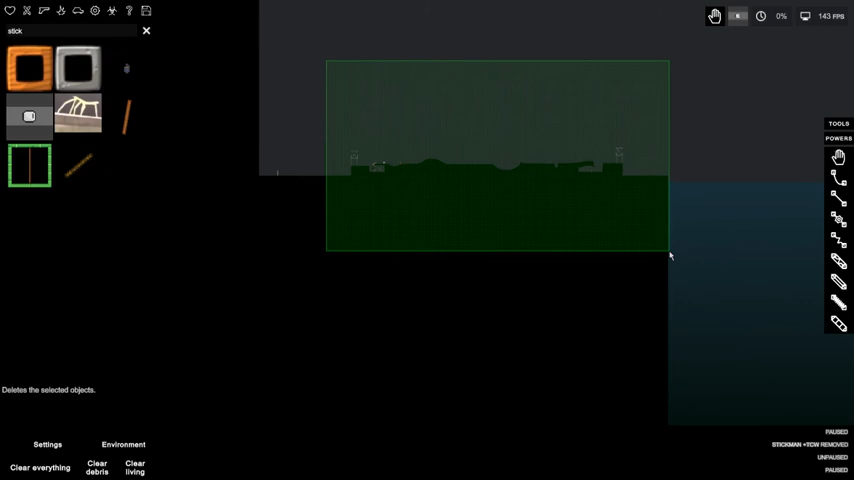 stick
0%
143 FPS
TOOLS
POWERS
Deletes the selected objects.
Settings
Environment
Clear everything
Clear debris
Clear living
PAUSED
STICKMAN +TCW REMOVED
UNPAUSED
PAUSED